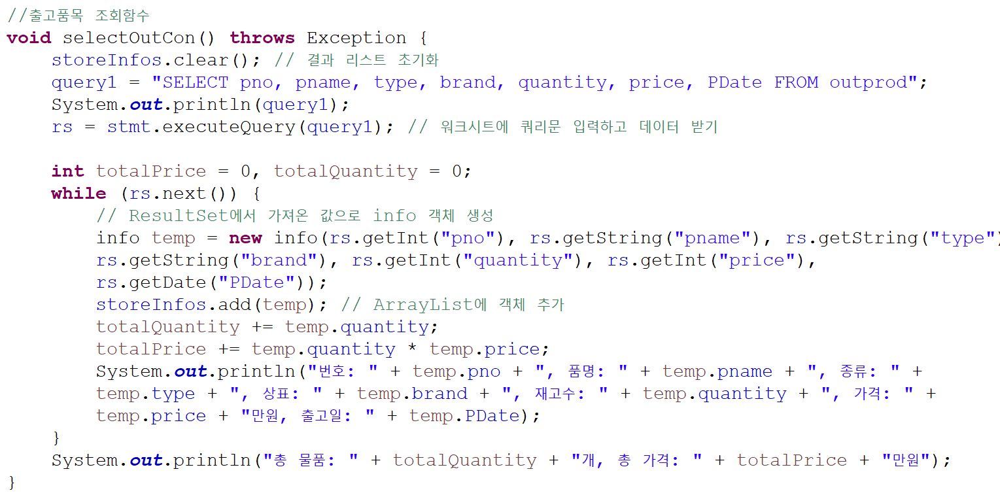 //출고품목 조회함수
void selectOutCon() throws Exception {
storeInfos.clear(); // 결과 리스트 초기화
query1 = "SELECT pno, pname, type, brand, quantity, price, PDate FROM outprod";
System.out.println(query1);
rs = stmt.executeQuery(query1); // 워크시트에 쿼리문 입력하고 데이터 받기
int totalPrice = 0, totalQuantity = 0;
while (rs.next()) {
// ResultSet에서 가져온 값으로 info 객체 생성
info temp = new info(rs.getInt("pno"), rs.getString("pname"), rs.getString("type")
rs.getString("brand"), rs.getInt("quantity"), rs.getInt("price"),
rs.getDate("PDate"));
storeInfos.add(temp); // ArrayList에 객체 추가
totalQuantity += temp.quantity;
totalPrice += temp.quantity * temp.price;
System.out.println("번호: " + temp.pno + ", 품명: " + temp.pname + ", 종류: " +
temp.type + ", 상표: " + temp.brand + ", 재고수: " + temp.quantity + ", 가격: " +
temp.price + "만원, 출고일: " + temp.PDate);
}
System.out.println("총 물품: " + totalQuantity + "개, 총 가격: " + totalPrice + "만원");
}